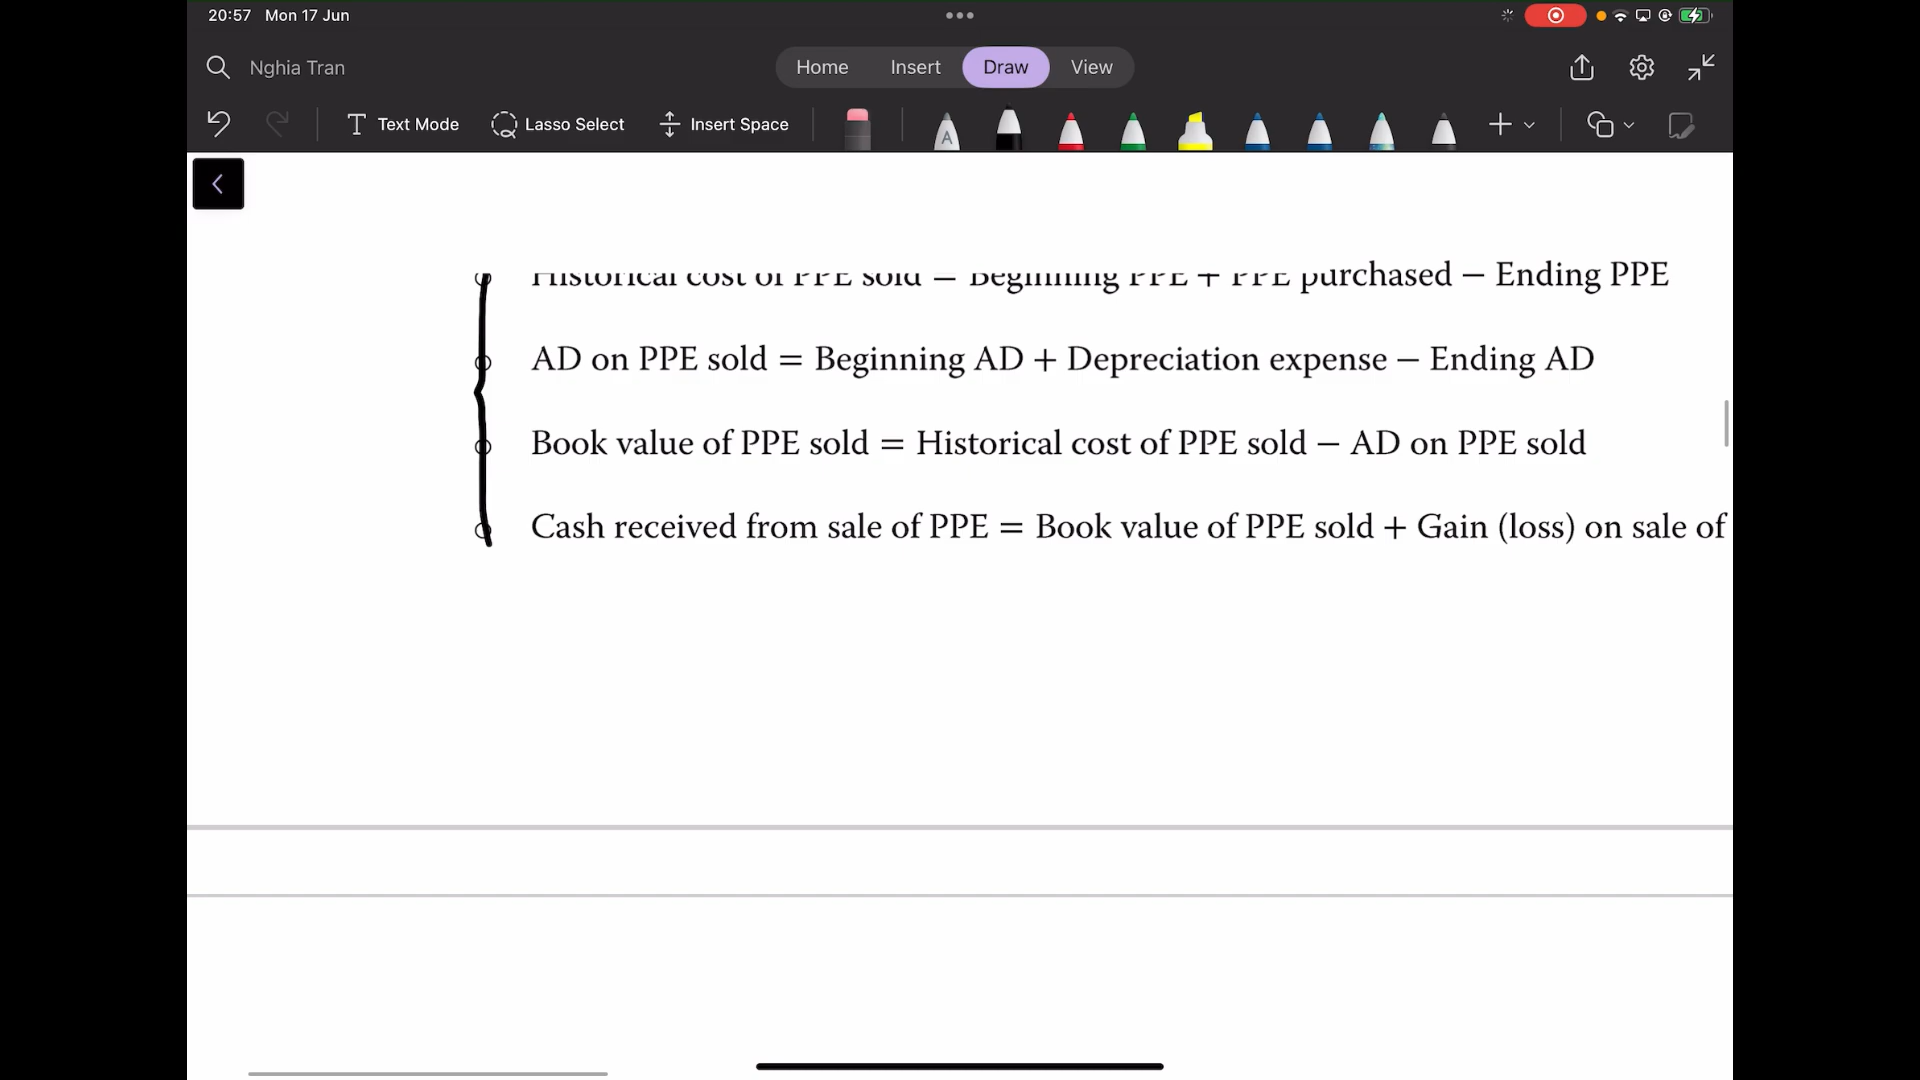 20:57 Mon 17 Jun
Nghia Tran
Home Insert Draw View
Text Mode Lasso Select Insert Space
A
Historical cost of PPE sold = Beginning PPE + PPE purchased − Ending PPE
AD on PPE sold = Beginning AD + Depreciation expense − Ending AD
Book value of PPE sold = Historical cost of PPE sold − AD on PPE sold
Cash received from sale of PPE = Book value of PPE sold + Gain (loss) on sale of